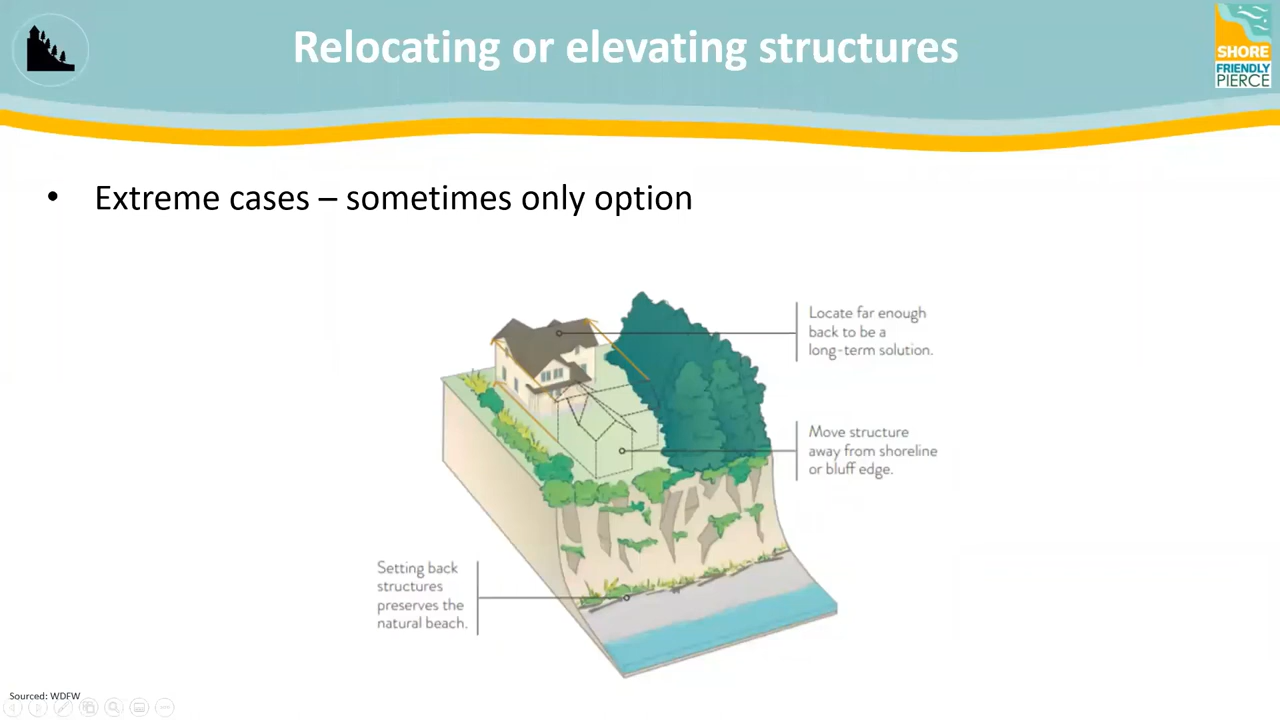 Relocating or elevating structures
SHORE
FRIENDLY
PIERCE
• Extreme cases – sometimes only option
Locate far enough
back to be a
long-term solution.
Move structure
away from shoreline
or bluff edge.
Setting back
structures
preserves the
natural beach.
Sourced: WDFW